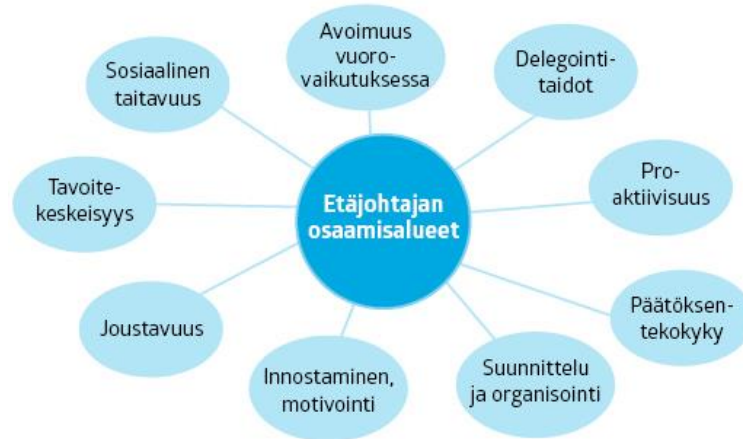 Avoimuus
vuoro-
vaikutuksessa
Delegointi-
taidot
Pro-
aktiivisuus
Päätöksen-
tekokyky
Suunnittelu
ja organisointi
Innostaminen,
motivointi
Joustavuus
Tavoite-
keskeisyys
Sosiaalinen
taitavuus
Etäjohtajan
osaamisalueet